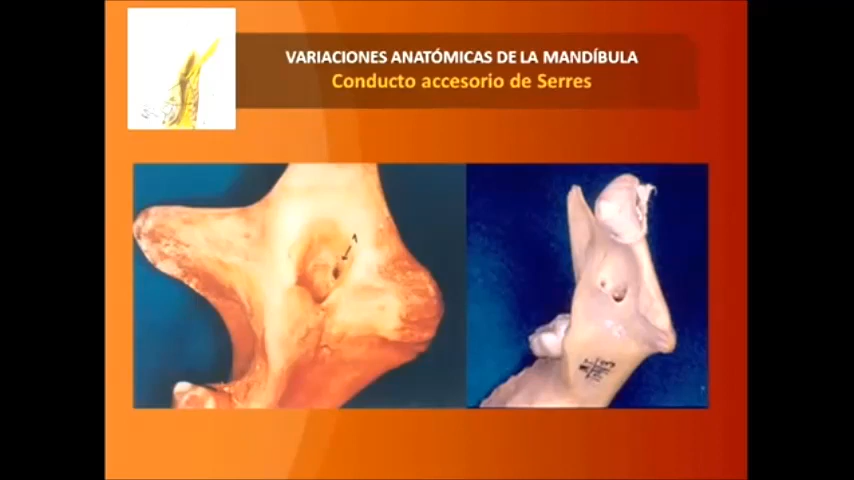 VARIACIONES ANATÓMICAS DE LA MANDÍBULA
Conducto accesorio de Serres